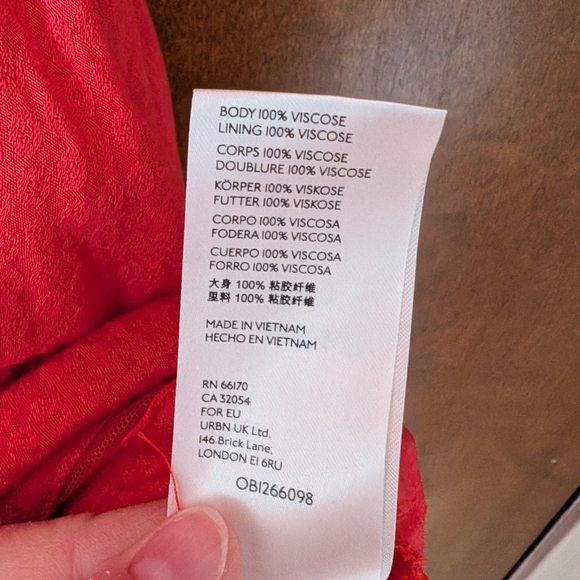 BODY 100% VISCOSE
LINING 100% VISCOSE
CORPS 100% VISCOSE
DOUBLURE 100% VISCOSE
KÖRPER 100% VISKOSE
FUTTER 100% VISKOSE
CORPO 100% VISCOSA
FODERA 100% VISCOSA
CUERPO 100% VISCOSA
FORRO 100% VISCOSA
大身 100% 粘胶纤维
里料 100% 粘胶纤维
MADE IN VIETNAM
HECHO EN VIETNAM
RN 66170
CA 32054
FOR EU
URBN UK Ltd.
146 Brick Lane,
LONDON E1 6RU
OB1266098